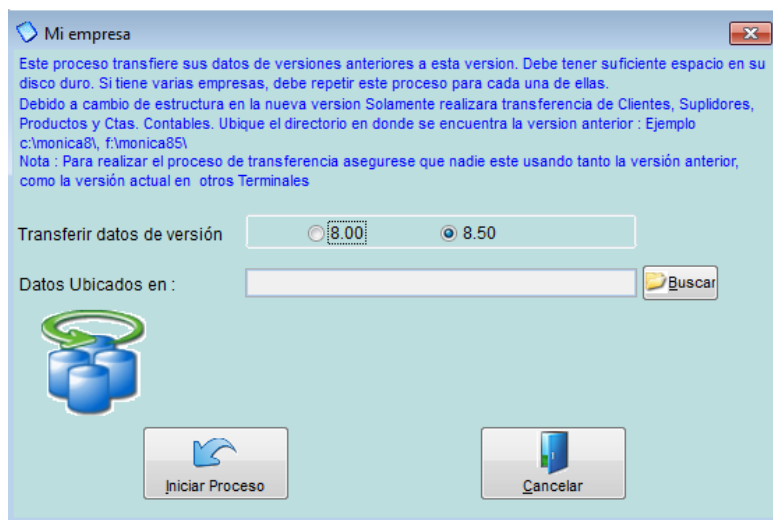 Mi empresa
Este proceso transfiere sus datos de versiones anteriores a esta version. Debe tener suficiente espacio en su
disco duro. Si tiene varias empresas, debe repetir este proceso para cada una de ellas.
Debido a cambio de estructura en la nueva version Solamente realizara transferencia de Clientes, Suplidores,
Productos y Ctas. Contables. Ubique el directorio en donde se encuentra la version anterior : Ejemplo
c:\monica8\, f:\monica85\
Nota : Para realizar el proceso de transferencia asegurese que nadie este usando tanto la versión anterior,
como la versión actual en otros Terminales
Transferir datos de versión 8.00 8.50
Datos Ubicados en : Buscar
Iniciar Proceso Cancelar